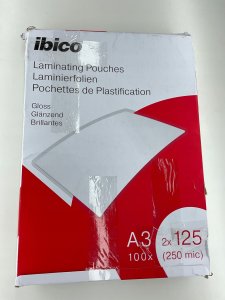 ibico
Laminating Pouches
Laminierfolien
Pochettes de Plastification
Gloss
Glänzend
Brillantes
A3 2x 125
100x (250 mic)